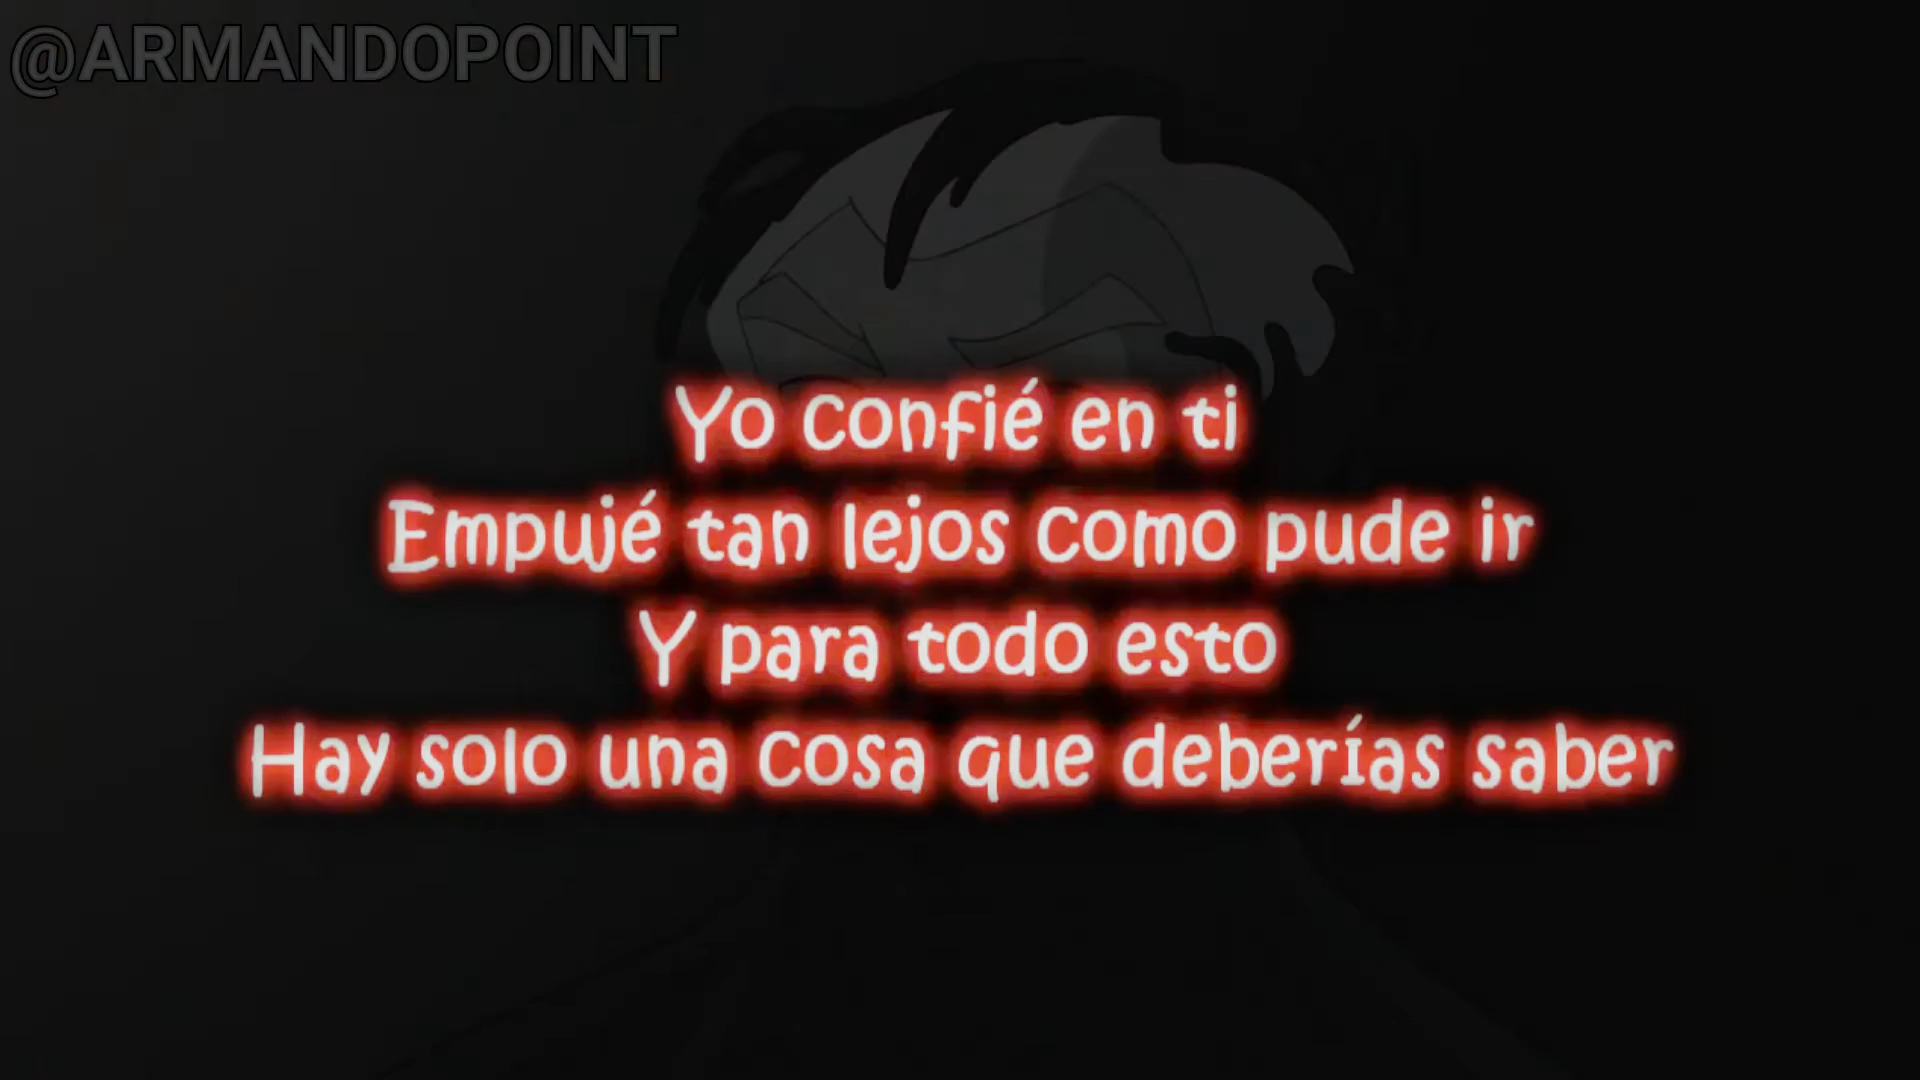 @ARMANDOPOINT
Yo confié en ti
Empujé tan lejos como pude ir
Y para todo esto
Hay solo una cosa que deberías saber